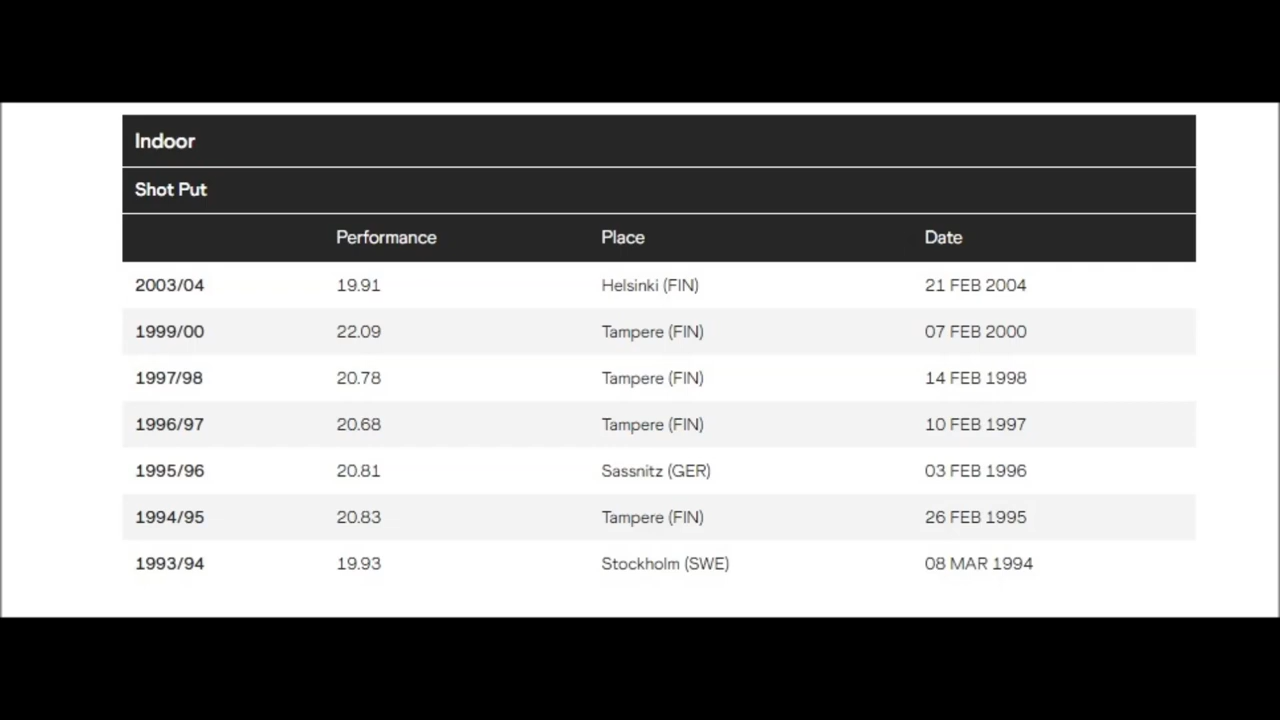 Indoor
Shot Put
Performance Place Date
2003/04 19.91 Helsinki (FIN) 21 FEB 2004
1999/00 22.09 Tampere (FIN) 07 FEB 2000
1997/98 20.78 Tampere (FIN) 14 FEB 1998
1996/97 20.68 Tampere (FIN) 10 FEB 1997
1995/96 20.81 Sassnitz (GER) 03 FEB 1996
1994/95 20.83 Tampere (FIN) 26 FEB 1995
1993/94 19.93 Stockholm (SWE) 08 MAR 1994